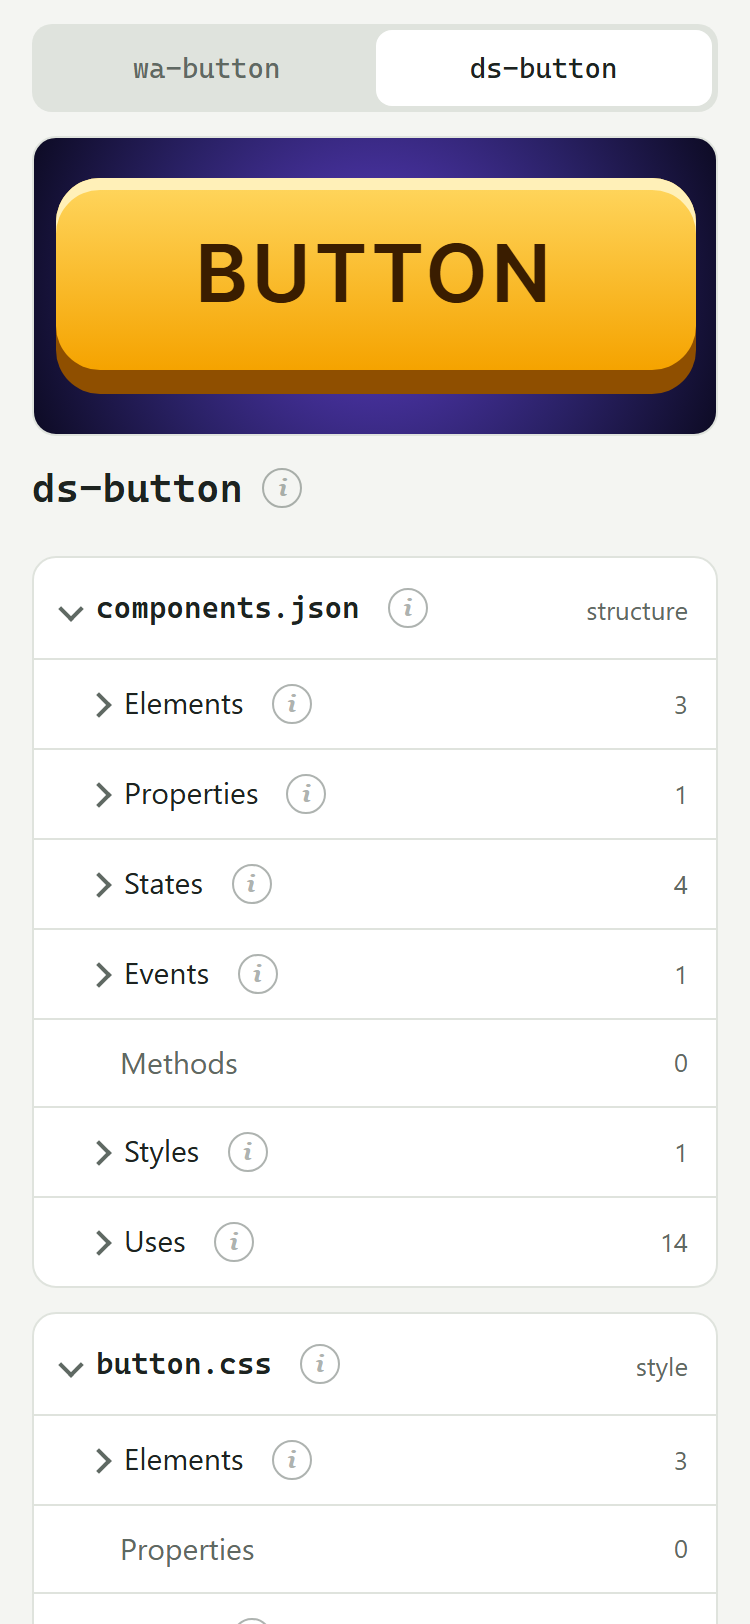 wa-button
ds-button
BUTTON
ds-button i
components.json i structure
Elements i 3
Properties i 1
States i 4
Events i 1
Methods 0
Styles i 1
Uses i 14
button.css i style
Elements i 3
Properties 0